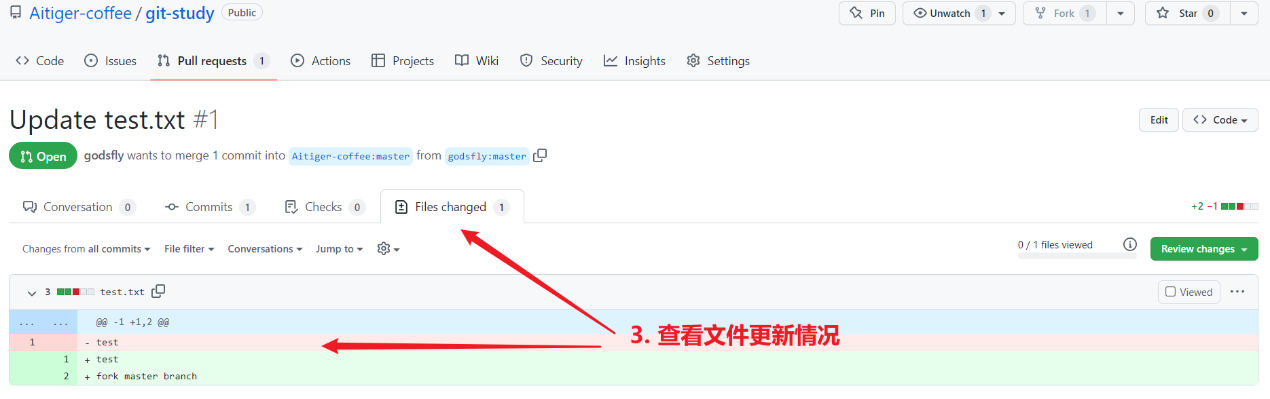 Aitiger-coffee / git-study Public Pin Unwatch 1 Fork 1 Star 0
Code Issues Pull requests 1 Actions Projects Wiki Security Insights Settings
Update test.txt #1 Edit Code
Open godsfly wants to merge 1 commit into Aitiger-coffee:master from godsfly:master
Conversation 0 Commits 1 Checks 0 Files changed 1 +2 −1
Changes from all commits File filter Conversations Jump to 0 / 1 files viewed Review changes
3 test.txt Viewed
... ... @@ -1 +1,2 @@
3. 查看文件更新情况
1 - test
1 + test
2 + fork master branch